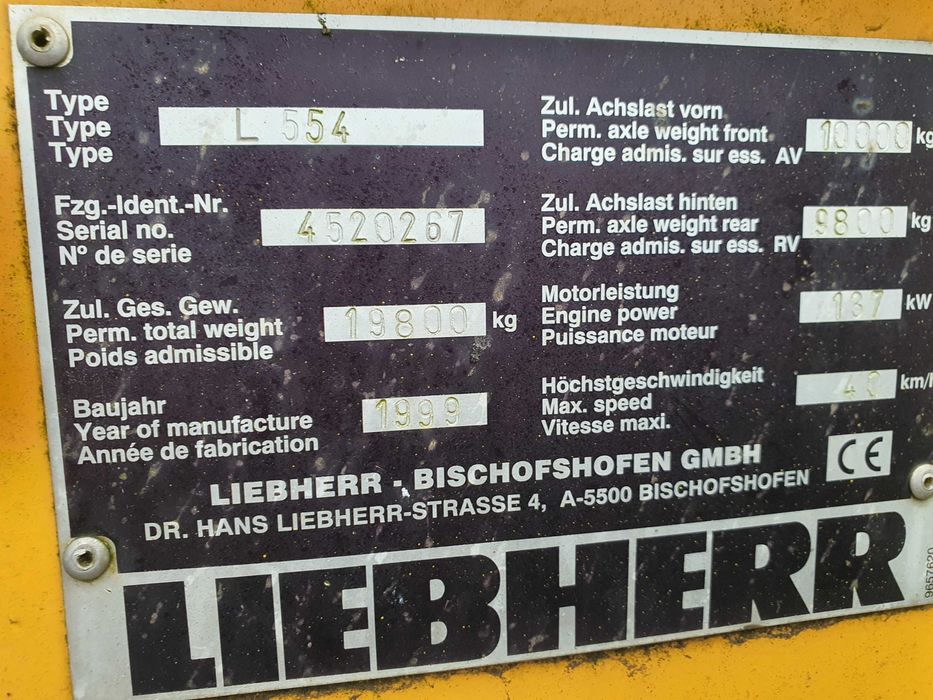 Type
Type L 554
Type
Fzg.-Ident.-Nr.
Serial no. 4520267
N° de serie
Zul. Ges. Gew.
Perm. total weight 19800 kg
Poids admissible
Baujahr
Year of manufacture 1999
Année de fabrication
Zul. Achslast vorn
Perm. axle weight front 10000 kg
Charge admis. sur ess. AV
Zul. Achslast hinten
Perm. axle weight rear 9800 kg
Charge admis. sur ess. RV
Motorleistung
Engine power 137 kW
Puissance moteur
Höchstgeschwindigkeit
Max. speed 40 km/h
Vitesse maxi.
LIEBHERR - BISCHOFSHOFEN GMBH CE
DR. HANS LIEBHERR-STRASSE 4, A-5500 BISCHOFSHOFEN
LIEBHERR
9657620